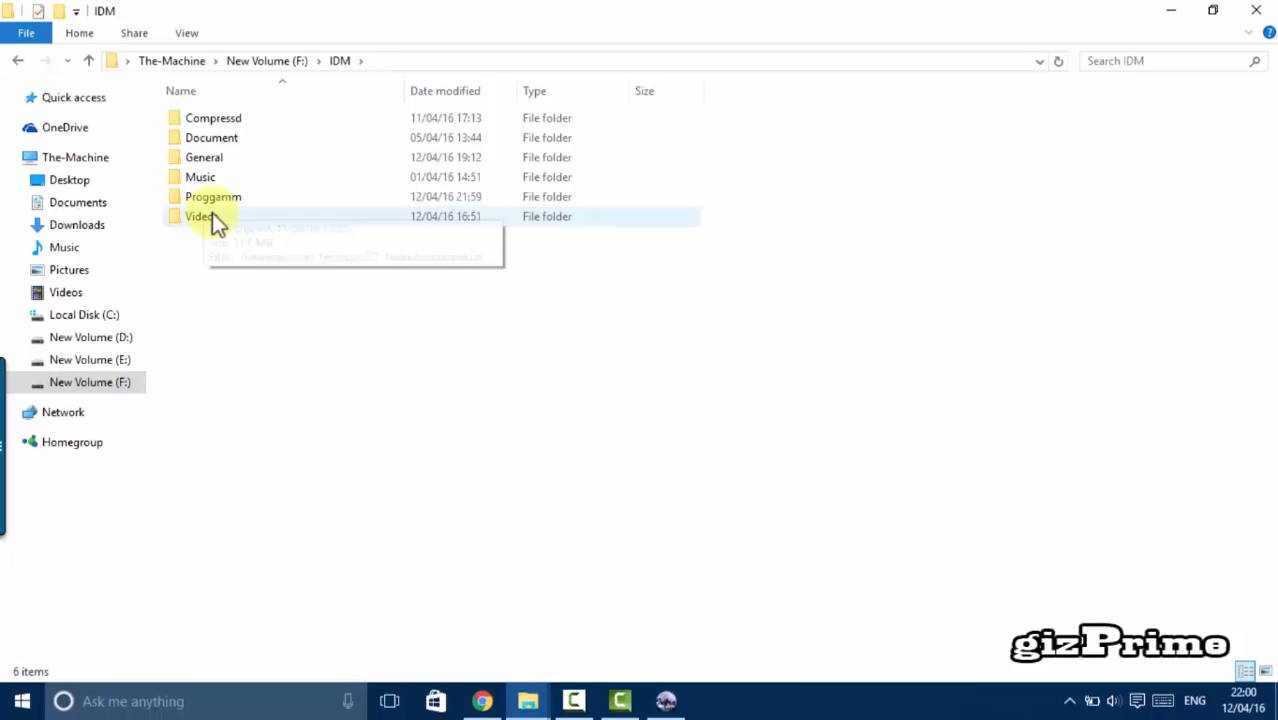 IDM
File Home Share View
The-Machine New Volume (F:) IDM Search IDM
Name Date modified Type Size
Quick access
OneDrive
The-Machine
Desktop
Documents
Downloads
Music
Pictures
Videos
Local Disk (C:)
New Volume (D:)
New Volume (E:)
New Volume (F:)
Network
Homegroup
Compressd 11/04/16 17:13 File folder
Document 05/04/16 13:44 File folder
General 12/04/16 19:12 File folder
Music 01/04/16 14:51 File folder
Proggamm 12/04/16 21:59 File folder
12/04/16 16:51 File folder
gizPrime
6 items
Ask me anything ENG 22:00
12/04/16